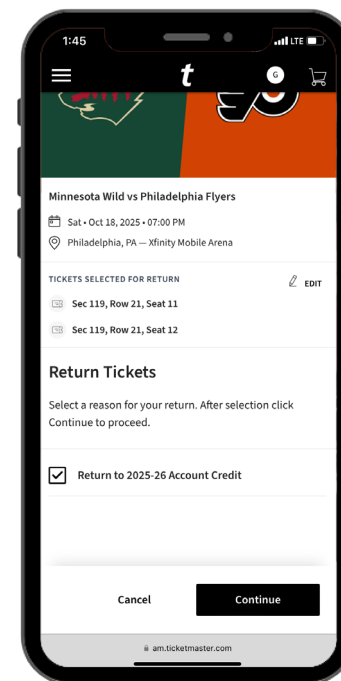 1:45
LTE
t
G
Minnesota Wild vs Philadelphia Flyers
Sat • Oct 18, 2025 • 07:00 PM
Philadelphia, PA — Xfinity Mobile Arena
TICKETS SELECTED FOR RETURN
EDIT
Sec 119, Row 21, Seat 11
Sec 119, Row 21, Seat 12
Return Tickets
Select a reason for your return. After selection click
Continue to proceed.
Return to 2025-26 Account Credit
Cancel
Continue
am.ticketmaster.com